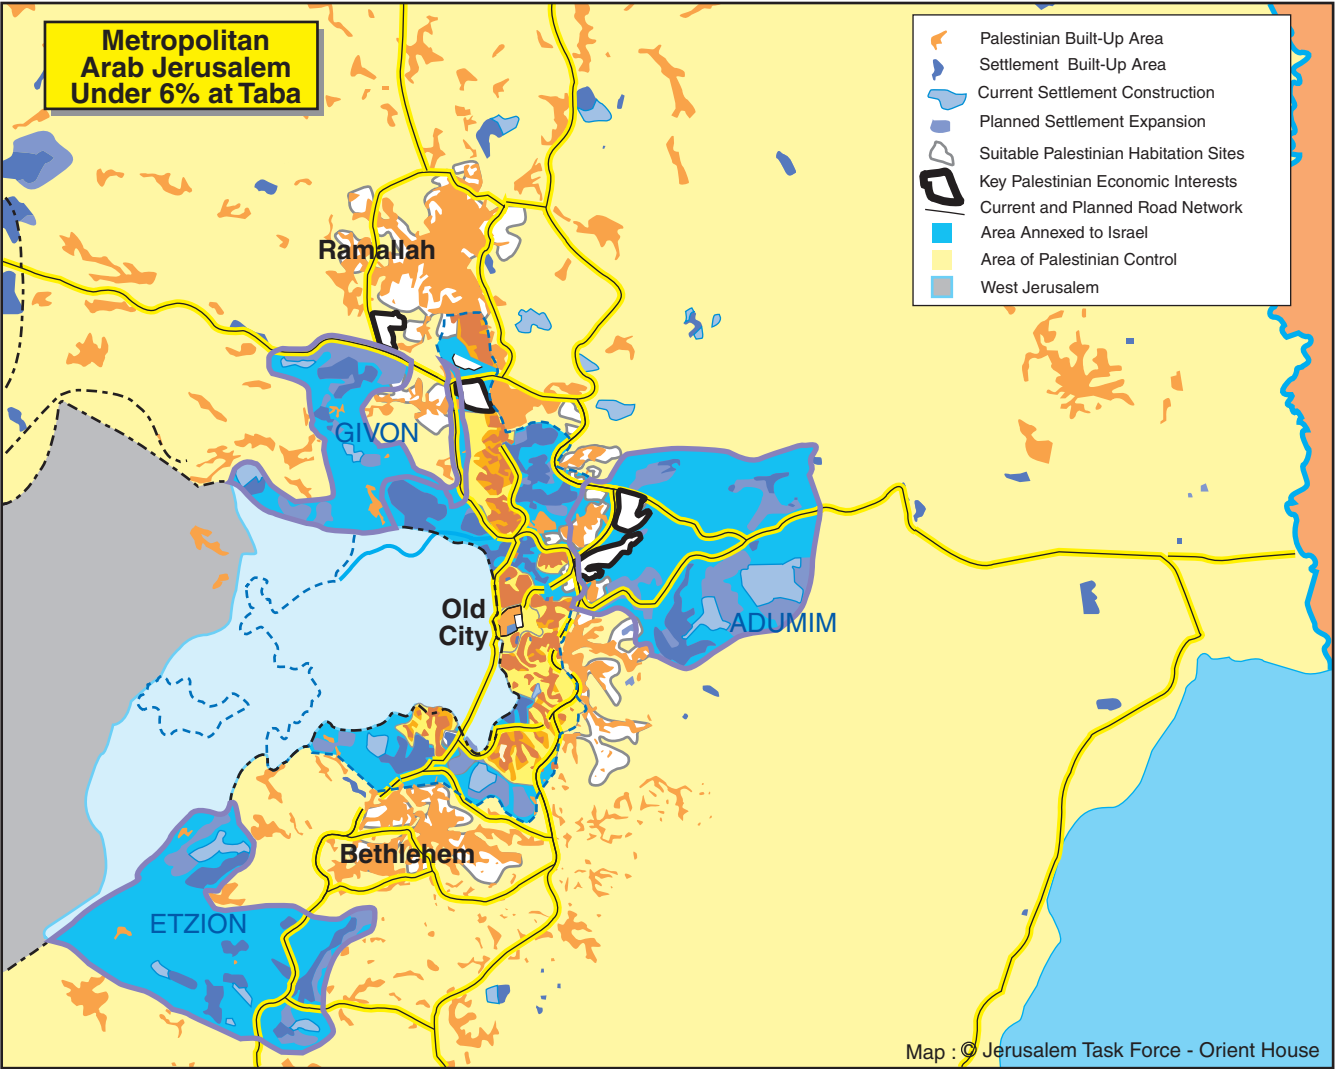 Metropolitan
Arab Jerusalem
Under 6% at Taba
Palestinian Built-Up Area
Settlement Built-Up Area
Current Settlement Construction
Planned Settlement Expansion
Suitable Palestinian Habitation Sites
Key Palestinian Economic Interests
Current and Planned Road Network
Area Annexed to Israel
Area of Palestinian Control
West Jerusalem
Ramallah
GIVON
Old
City
ADUMIM
Bethlehem
ETZION
Map : © Jerusalem Task Force - Orient House